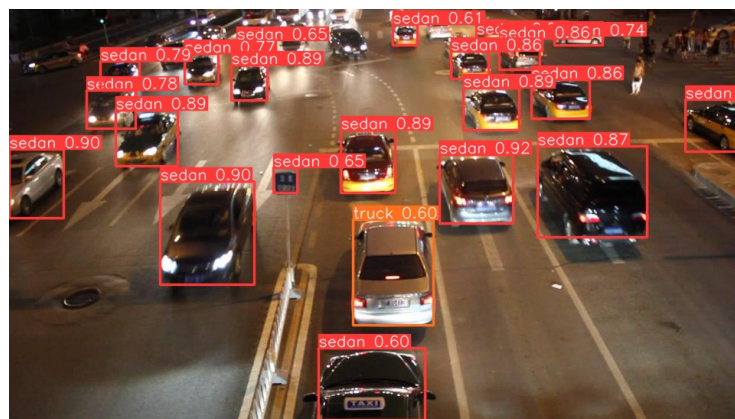 sedan 0.61
sedan 0.65
sedan 0.86
n 0.74
sedan 0.77
sedan 0.79
sedan 0.86
sedan 0.89
sedan 0.86
sedan 0.78
sedan 0.89
sedan
sedan 0.89
sedan 0.89
sedan 0.90
sedan 0.87
sedan 0.92
sedan 0.65
sedan 0.90
truck 0.60
sedan 0.60
TAXI